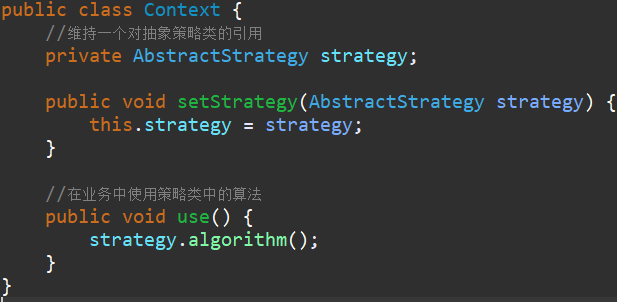 public class Context {
    //维持一个对抽象策略类的引用
    private AbstractStrategy strategy;
    public void setStrategy(AbstractStrategy strategy) {
        this.strategy = strategy;
    }
    //在业务中使用策略类中的算法
    public void use() {
        strategy.algorithm();
    }
}